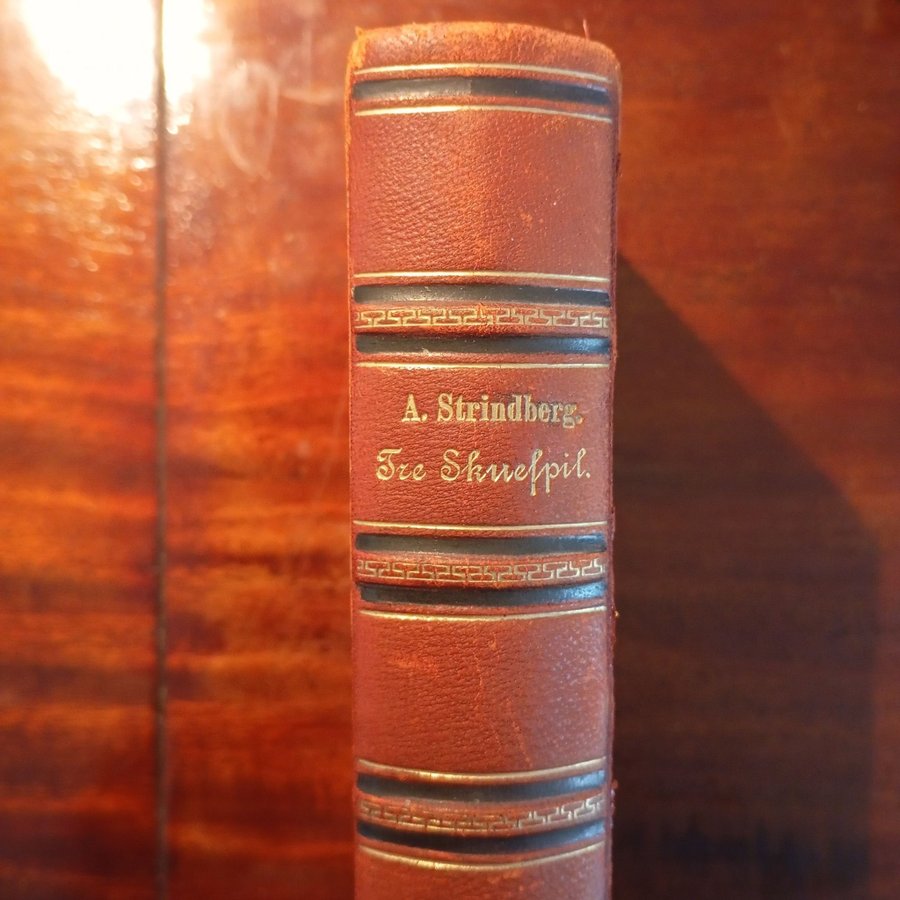 A. Strindberg.
Tre Skueſpil.